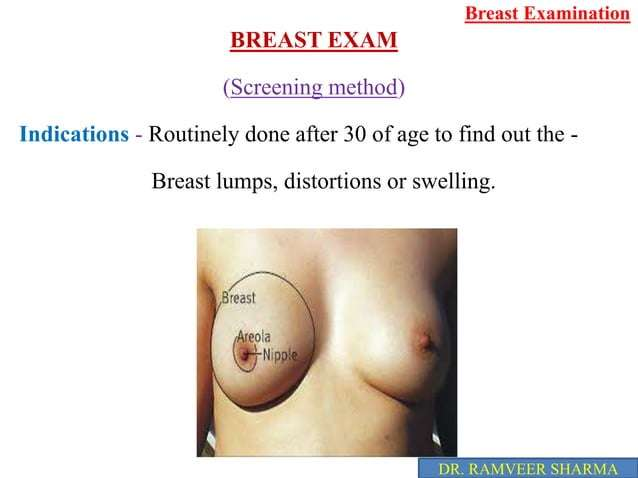 Breast Examination
BREAST EXAM
(Screening method)
Indications - Routinely done after 30 of age to find out the -
Breast lumps, distortions or swelling.
Breast
Areola
Nipple
DR. RAMVEER SHARMA